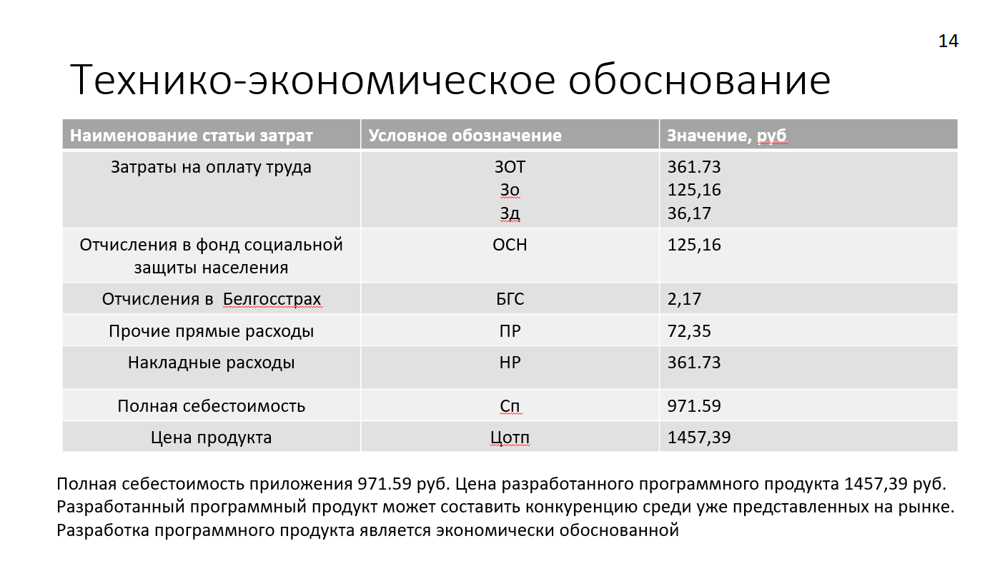 14
Технико-экономическое обоснование
Наименование статьи затрат Условное обозначение Значение, руб
Затраты на оплату труда ЗОТ 361.73
Зо 125,16
Зд 36,17
Отчисления в фонд социальной ОСН 125,16
защиты населения
Отчисления в Белгосстрах БГС 2,17
Прочие прямые расходы ПР 72,35
Накладные расходы НР 361.73
Полная себестоимость Сп 971.59
Цена продукта Цотп 1457,39
Полная себестоимость приложения 971.59 руб. Цена разработанного программного продукта 1457,39 руб.
Разработанный программный продукт может составить конкуренцию среди уже представленных на рынке.
Разработка программного продукта является экономически обоснованной